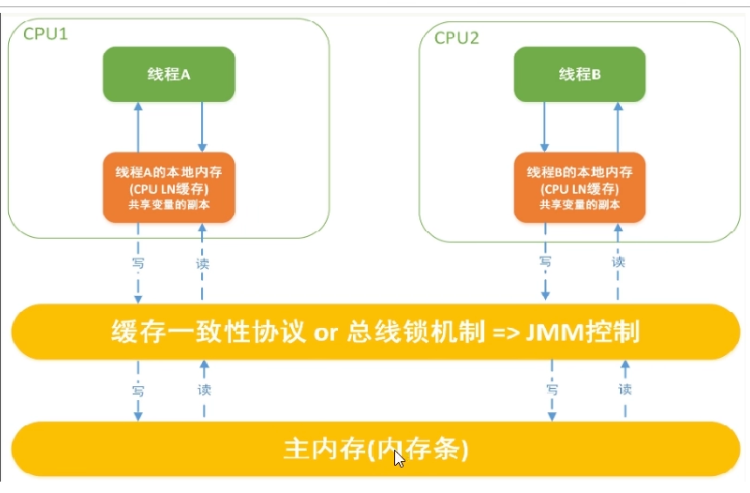 CPU1
CPU2
线程A
线程B
线程A的本地内存
(CPU LN缓存)
共享变量的副本
线程B的本地内存
(CPU LN缓存)
共享变量的副本
写
读
写
读
缓存一致性协议 or 总线锁机制 => JMM控制
写
读
写
读
主内存(内存条)